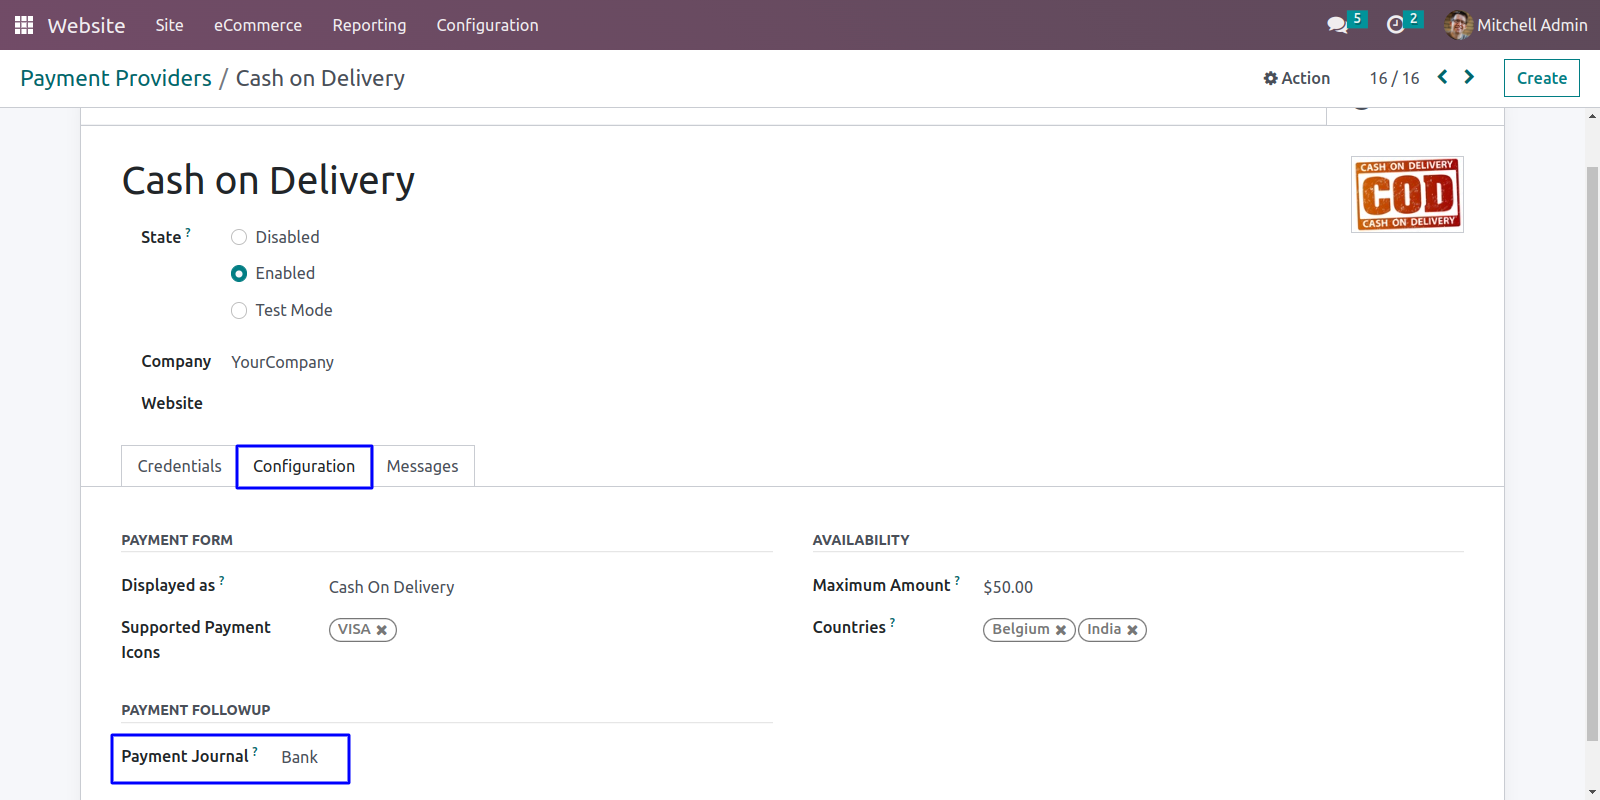 Website Site eCommerce Reporting Configuration 5 2 Mitchell Admin
Payment Providers / Cash on Delivery Action 16 / 16 Create
Cash on Delivery
CASH ON DELIVERY
COD
CASH ON DELIVERY
State ? Disabled
Enabled
Test Mode
Company YourCompany
Website
Credentials Configuration Messages
PAYMENT FORM
Displayed as ? Cash On Delivery
Supported Payment Icons VISA
AVAILABILITY
Maximum Amount ? $50.00
Countries ? Belgium India
PAYMENT FOLLOWUP
Payment Journal ? Bank